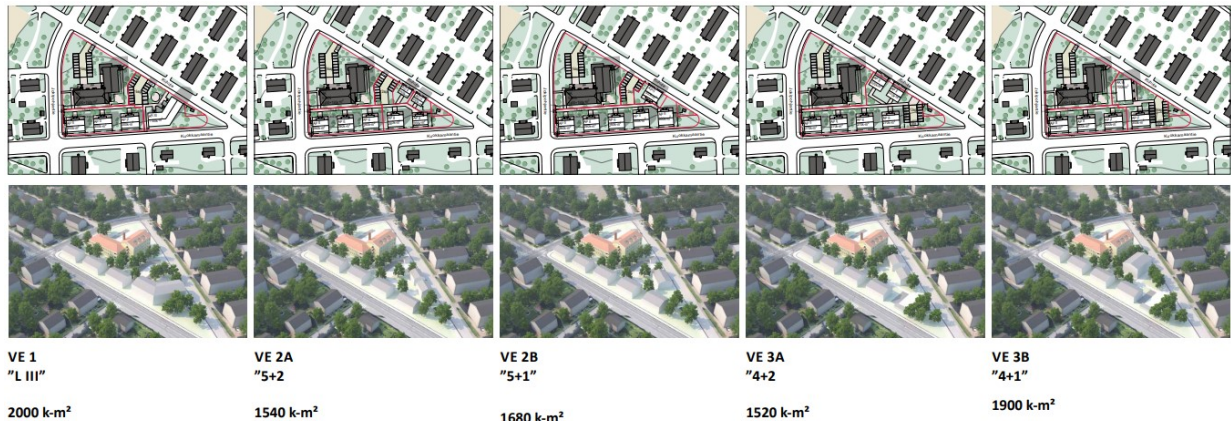 VE 1
”L III”
2000 k-m²
VE 2A
”5+2
1540 k-m²
VE 2B
”5+1”
1680 k-m²
VE 3A
”4+2
1520 k-m²
VE 3B
”4+1”
1900 k-m²